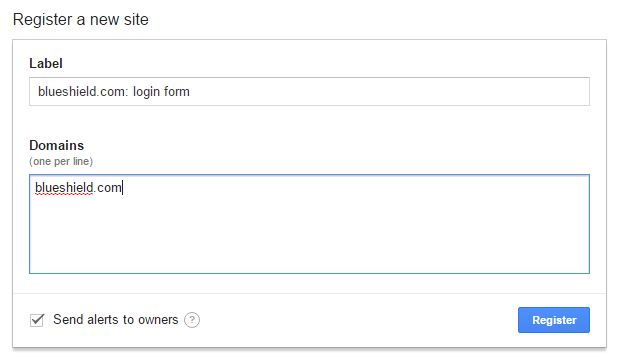 Register a new site
Label
blueshield.com: login form
Domains
(one per line)
blueshield.com
Send alerts to owners ?
Register